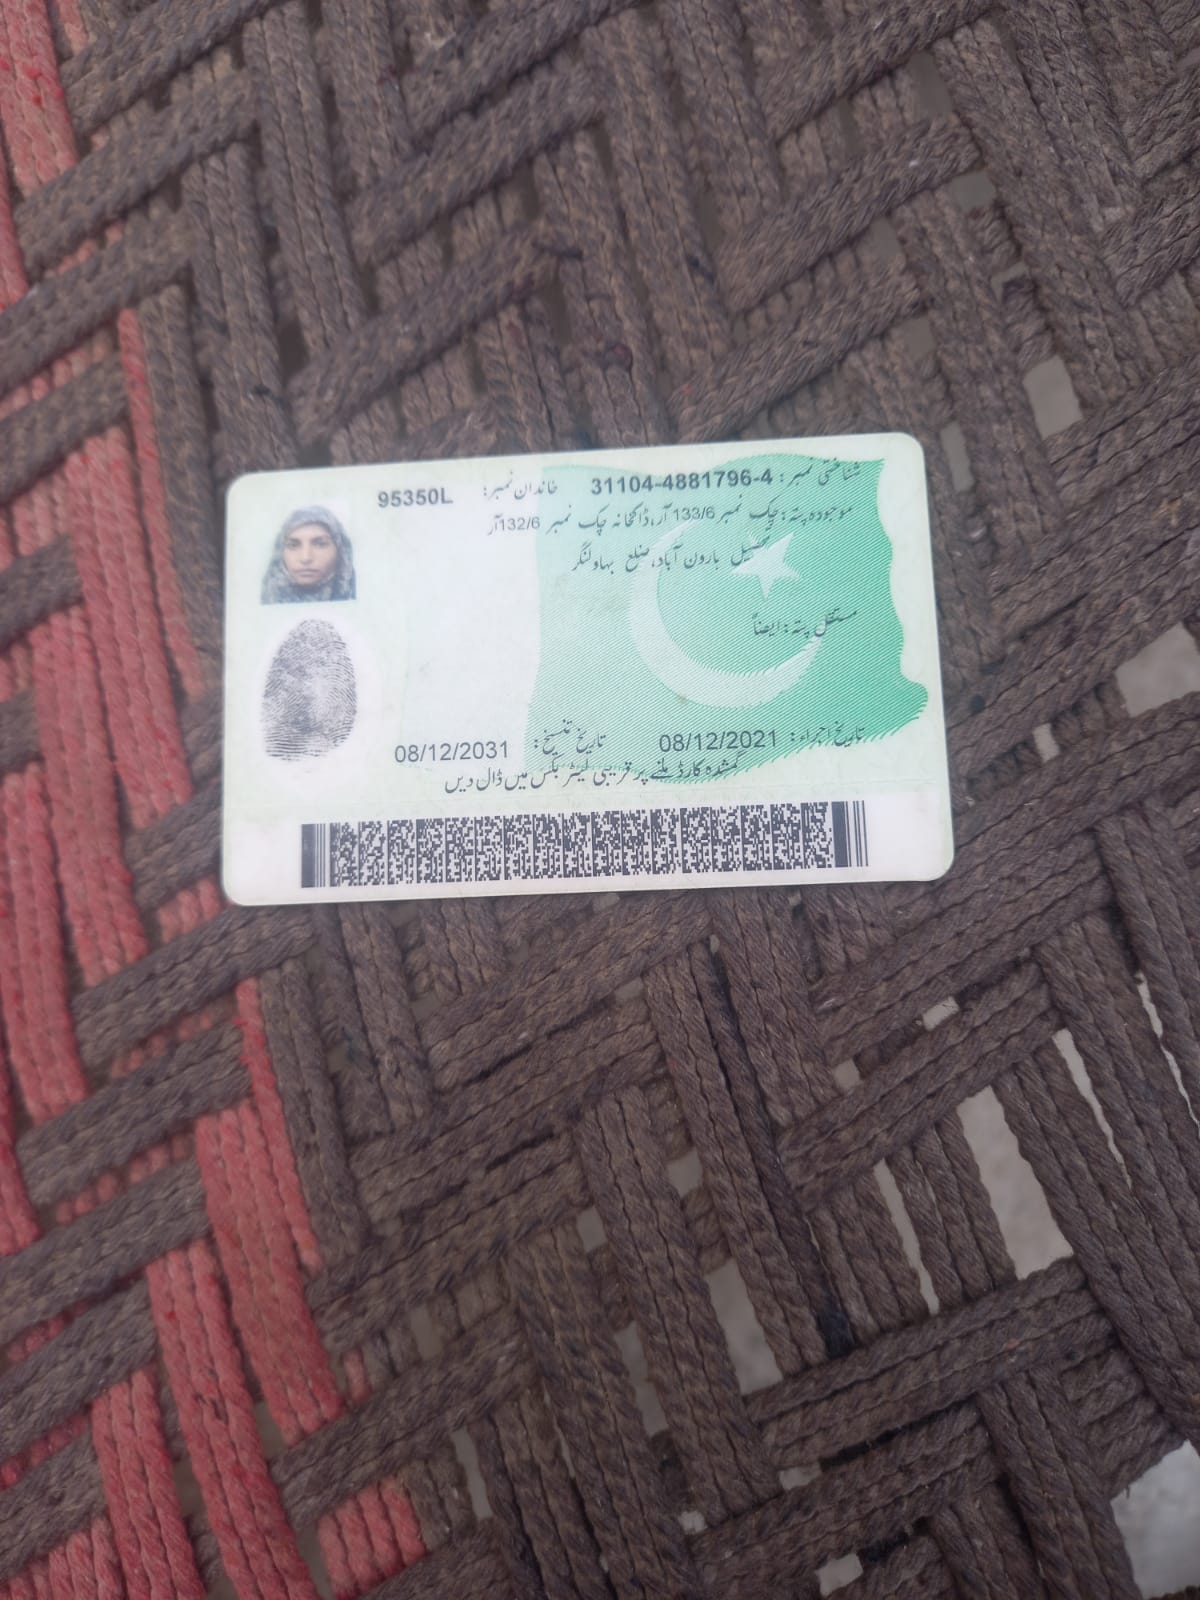 شناختی نمبر: 31104-4881796-4 خاندان نمبر: 95350L
موجودہ پتہ: چک نمبر 133/6 آر، ڈاکخانہ چک نمبر 132/6 آر
تحصیل ہارون آباد، ضلع بہاولنگر
مستقل پتہ: ایضاً
تاریخ اجراء: 08/12/2021 تاریخ تنسیخ: 08/12/2031
گمشدہ کارڈ ملنے پر قریبی لیٹر بکس میں ڈال دیں